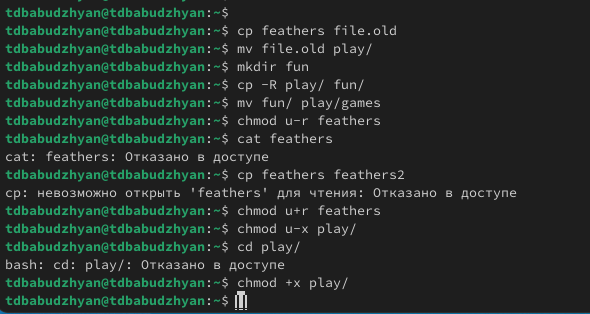 tdbabudzhyan@tdbabudzhyan:~$
tdbabudzhyan@tdbabudzhyan:~$ cp feathers file.old
tdbabudzhyan@tdbabudzhyan:~$ mv file.old play/
tdbabudzhyan@tdbabudzhyan:~$ mkdir fun
tdbabudzhyan@tdbabudzhyan:~$ cp -R play/ fun/
tdbabudzhyan@tdbabudzhyan:~$ mv fun/ play/games
tdbabudzhyan@tdbabudzhyan:~$ chmod u-r feathers
tdbabudzhyan@tdbabudzhyan:~$ cat feathers
cat: feathers: Отказано в доступе
tdbabudzhyan@tdbabudzhyan:~$ cp feathers feathers2
cp: невозможно открыть 'feathers' для чтения: Отказано в доступе
tdbabudzhyan@tdbabudzhyan:~$ chmod u+r feathers
tdbabudzhyan@tdbabudzhyan:~$ chmod u-x play/
tdbabudzhyan@tdbabudzhyan:~$ cd play/
bash: cd: play/: Отказано в доступе
tdbabudzhyan@tdbabudzhyan:~$ chmod +x play/
tdbabudzhyan@tdbabudzhyan:~$